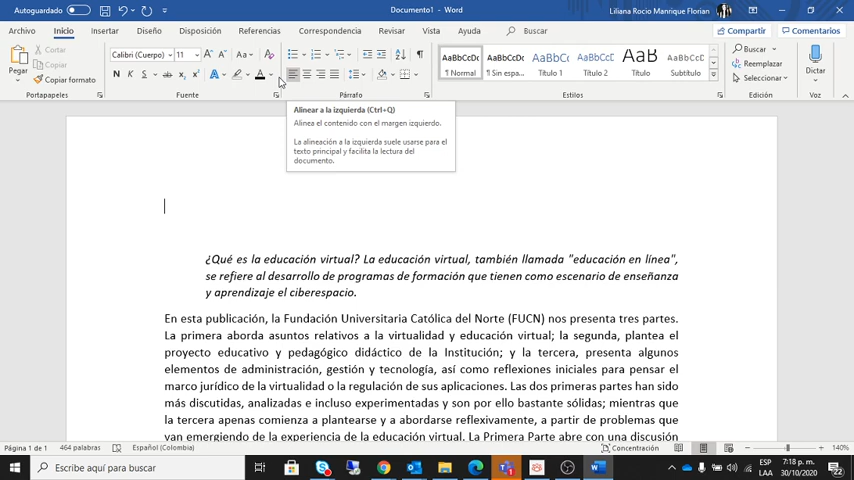 Autoguardado
Documento1 - Word
Liliana Rocio Manrique Florian
Archivo Inicio Insertar Diseño Disposición Referencias Correspondencia Revisar Vista Ayuda Buscar Compartir Comentarios
Pegar
Cortar
Copiar
Copiar formato
Portapapeles
Calibri (Cuerpo) 11
Aa
N K S ab x₂ x² A A
Fuente
Párrafo
AaBbCcDc AaBbCcDc AaBbCc AaBbCcC AaB AaBbCcC
¶ Normal ¶ Sin espa... Título 1 Título 2 Título Subtítulo
Estilos
Buscar
Reemplazar
Seleccionar
Edición
Dictar
Voz
Alinear a la izquierda (Ctrl+Q)
Alinea el contenido con el margen izquierdo.
La alineación a la izquierda suele usarse para el
texto principal y facilita la lectura del
documento.
¿Qué es la educación virtual? La educación virtual, también llamada "educación en línea",
se refiere al desarrollo de programas de formación que tienen como escenario de enseñanza
y aprendizaje el ciberespacio.
En esta publicación, la Fundación Universitaria Católica del Norte (FUCN) nos presenta tres partes.
La primera aborda asuntos relativos a la virtualidad y educación virtual; la segunda, plantea el
proyecto educativo y pedagógico didáctico de la Institución; y la tercera, presenta algunos
elementos de administración, gestión y tecnología, así como reflexiones iniciales para pensar el
marco jurídico de la virtualidad o la regulación de sus aplicaciones. Las dos primeras partes han sido
más discutidas, analizadas e incluso experimentadas y son por ello bastante sólidas; mientras que
la tercera apenas comienza a plantearse y a abordarse reflexivamente, a partir de problemas que
van emergiendo de la experiencia de la educación virtual. La Primera Parte abre con una discusión
Página 1 de 1 464 palabras Español (Colombia) Concentración 140%
Escribe aquí para buscar
ESP
LAA
7:18 p. m.
30/10/2020
22